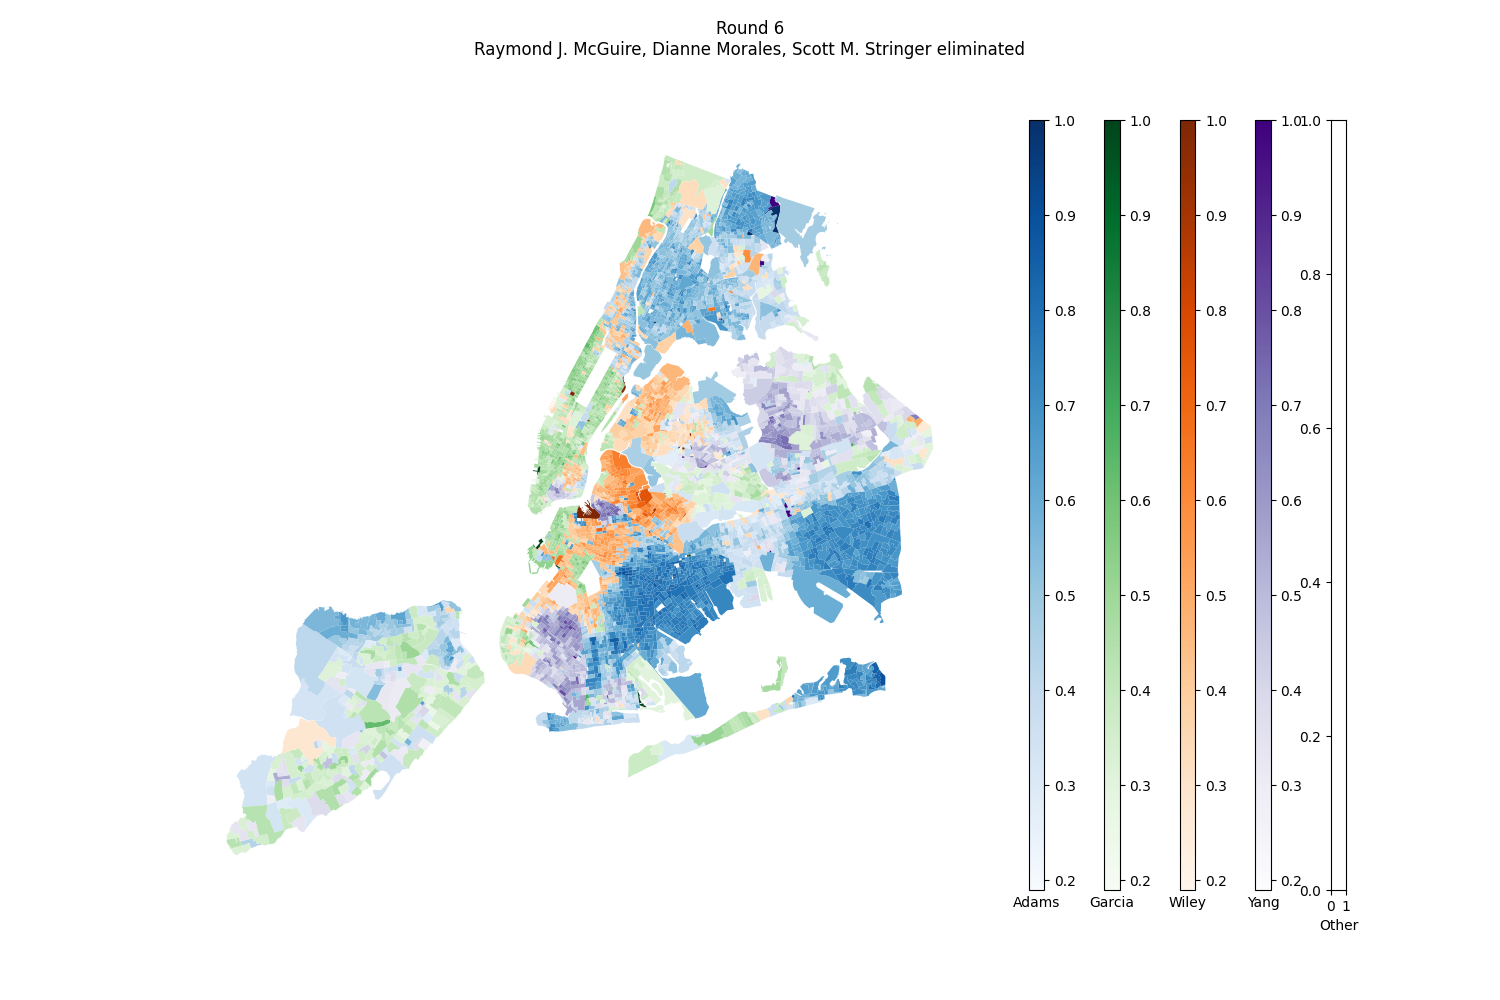 Round 6
Raymond J. McGuire, Dianne Morales, Scott M. Stringer eliminated
1.0 1.0 1.0 1.0 1.0
0.9 0.9 0.9 0.9
0.8 0.8 0.8 0.8 0.8
0.7 0.7 0.7 0.7
0.6 0.6 0.6 0.6 0.6
0.5 0.5 0.5 0.5
0.4 0.4 0.4 0.4 0.4
0.3 0.3 0.3 0.3
0.2 0.2 0.2 0.2 0.2
0.0
Adams Garcia Wiley Yang 0 1
Other